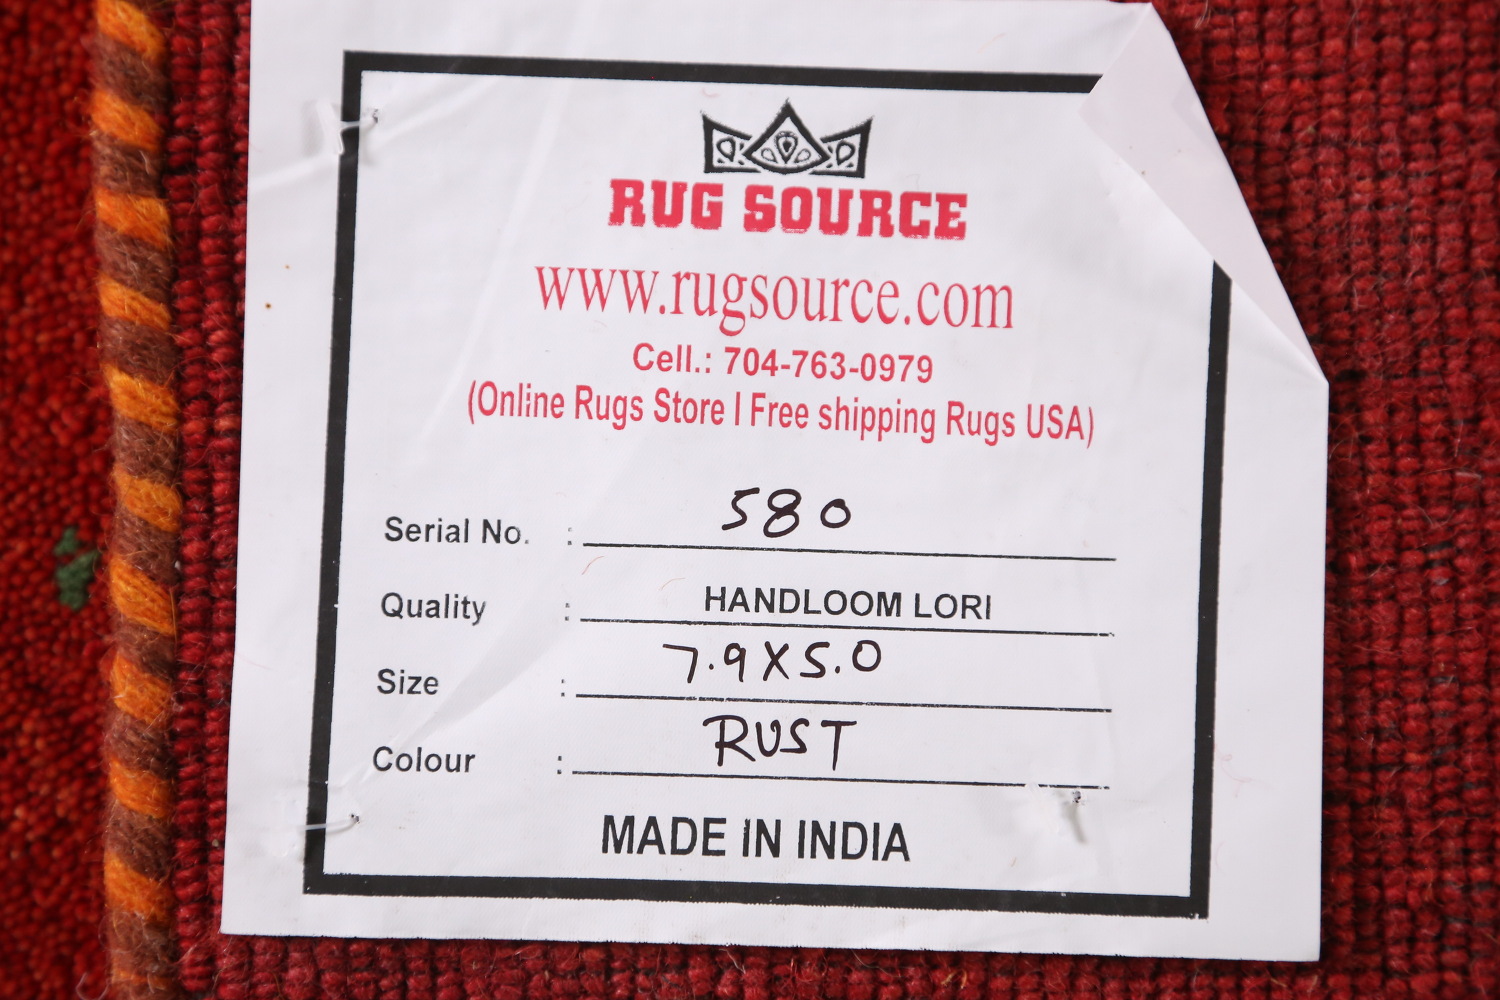 RUG SOURCE
www.rugsource.com
Cell.: 704-763-0979
(Online Rugs Store I Free shipping Rugs USA)
Serial No. : 580
Quality : HANDLOOM LORI
Size : 7.9X5.0
Colour : RUST
MADE IN INDIA